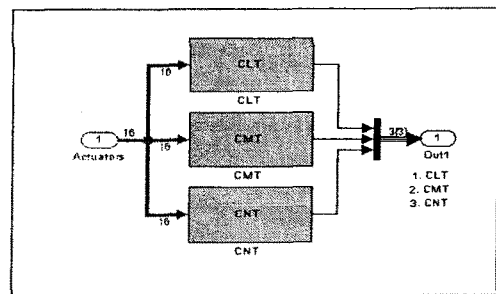 16
CLT
CLT
1
16
Actuators
16
CMT
CMT
3{3}
1
Out1
1. CLT
2. CMT
3. CNT
16
CNT
CNT